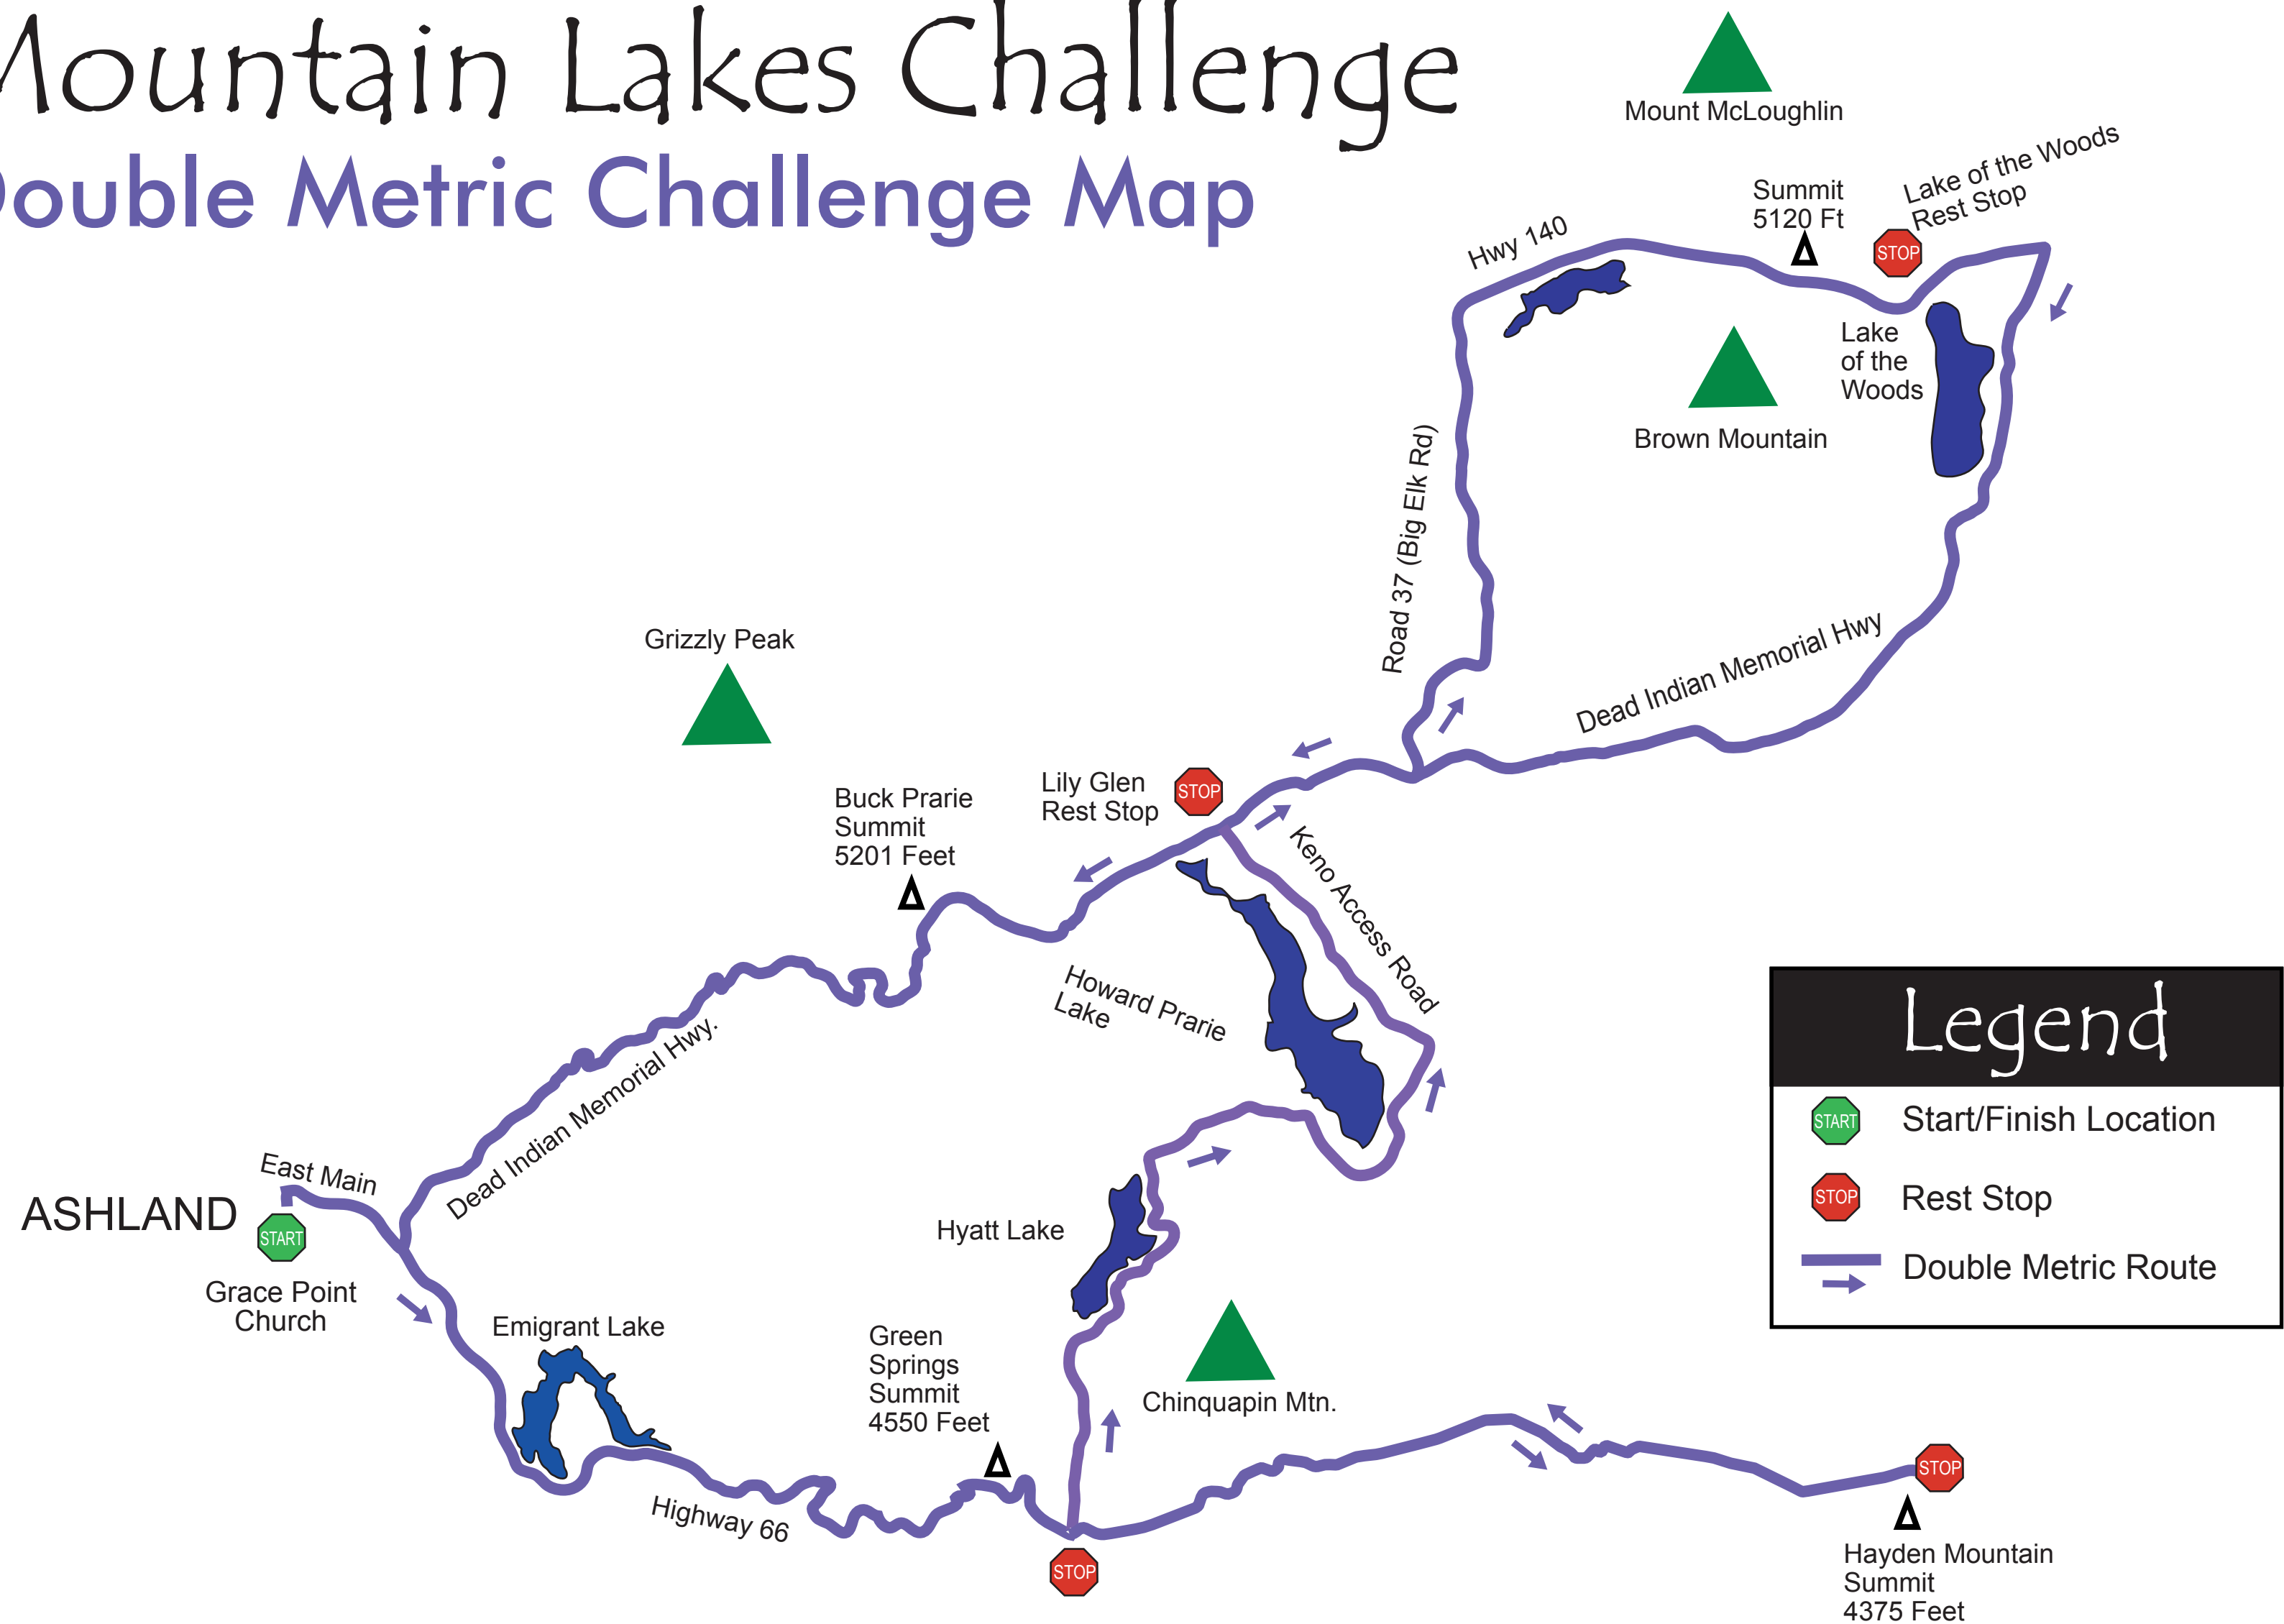 Mountain Lakes Challenge
Double Metric Challenge Map
Mount McLoughlin
Summit
5120 Ft
Lake of the Woods
Rest Stop
STOP
Hwy 140
Lake
of the
Woods
Brown Mountain
Road 37 (Big Elk Rd)
Dead Indian Memorial Hwy
Grizzly Peak
Buck Prarie
Summit
5201 Feet
Lily Glen
Rest Stop
STOP
Keno Access Road
Howard Prarie
Lake
Dead Indian Memorial Hwy.
East Main
ASHLAND
START
Grace Point
Church
Emigrant Lake
Hyatt Lake
Green
Springs
Summit
4550 Feet
Chinquapin Mtn.
Highway 66
STOP
STOP
Hayden Mountain
Summit
4375 Feet
Legend
START
Start/Finish Location
STOP
Rest Stop
Double Metric Route